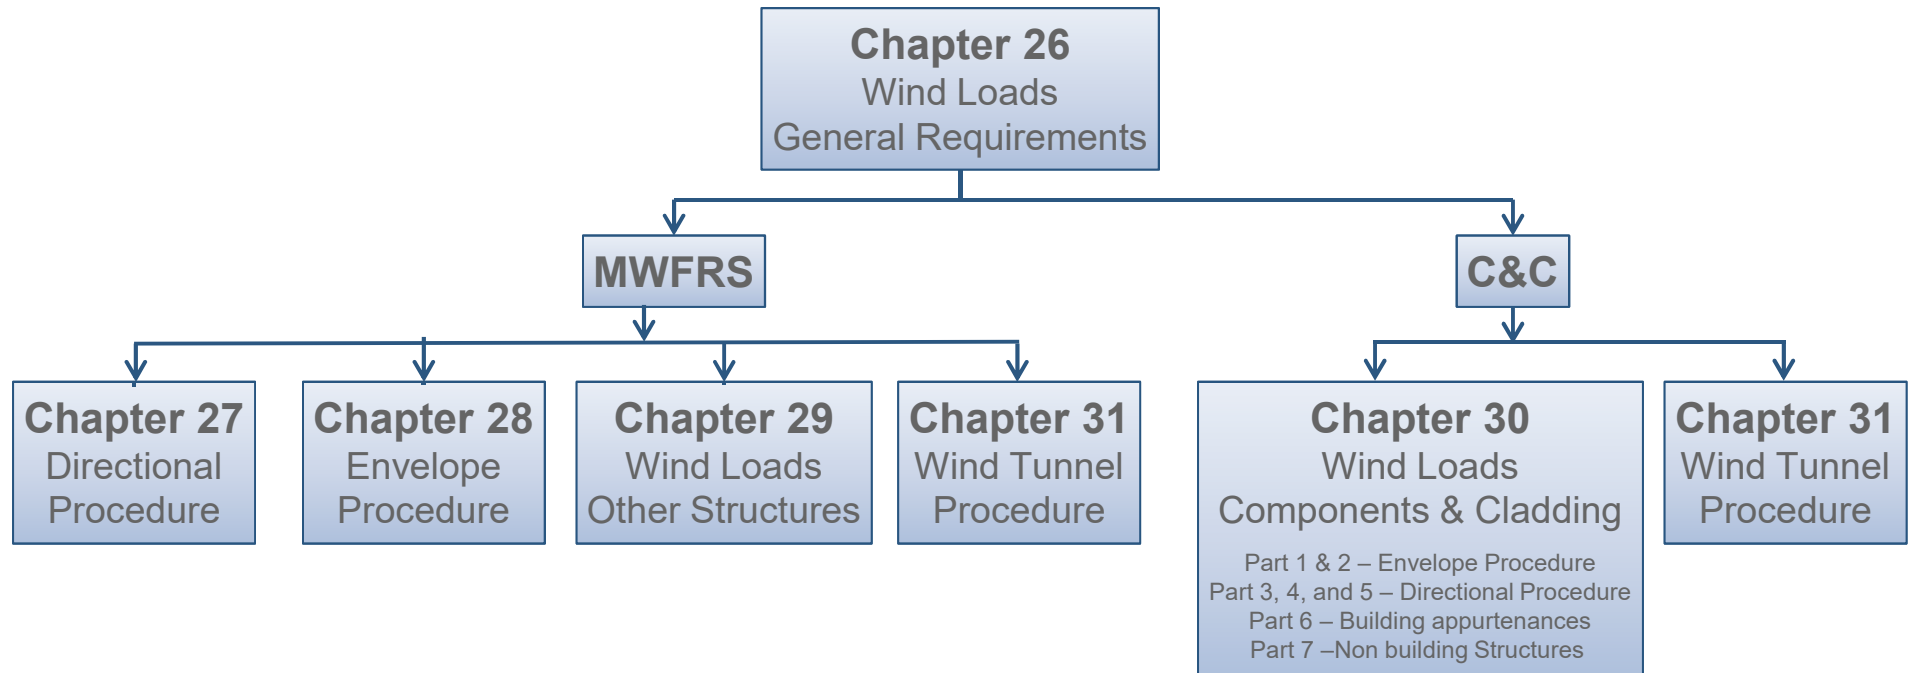 Chapter 26
Wind Loads
General Requirements
MWFRS
C&C
Chapter 27
Directional
Procedure
Chapter 28
Envelope
Procedure
Chapter 29
Wind Loads
Other Structures
Chapter 31
Wind Tunnel
Procedure
Chapter 30
Wind Loads
Components & Cladding
Part 1 & 2 – Envelope Procedure
Part 3, 4, and 5 – Directional Procedure
Part 6 – Building appurtenances
Part 7 –Non building Structures
Chapter 31
Wind Tunnel
Procedure